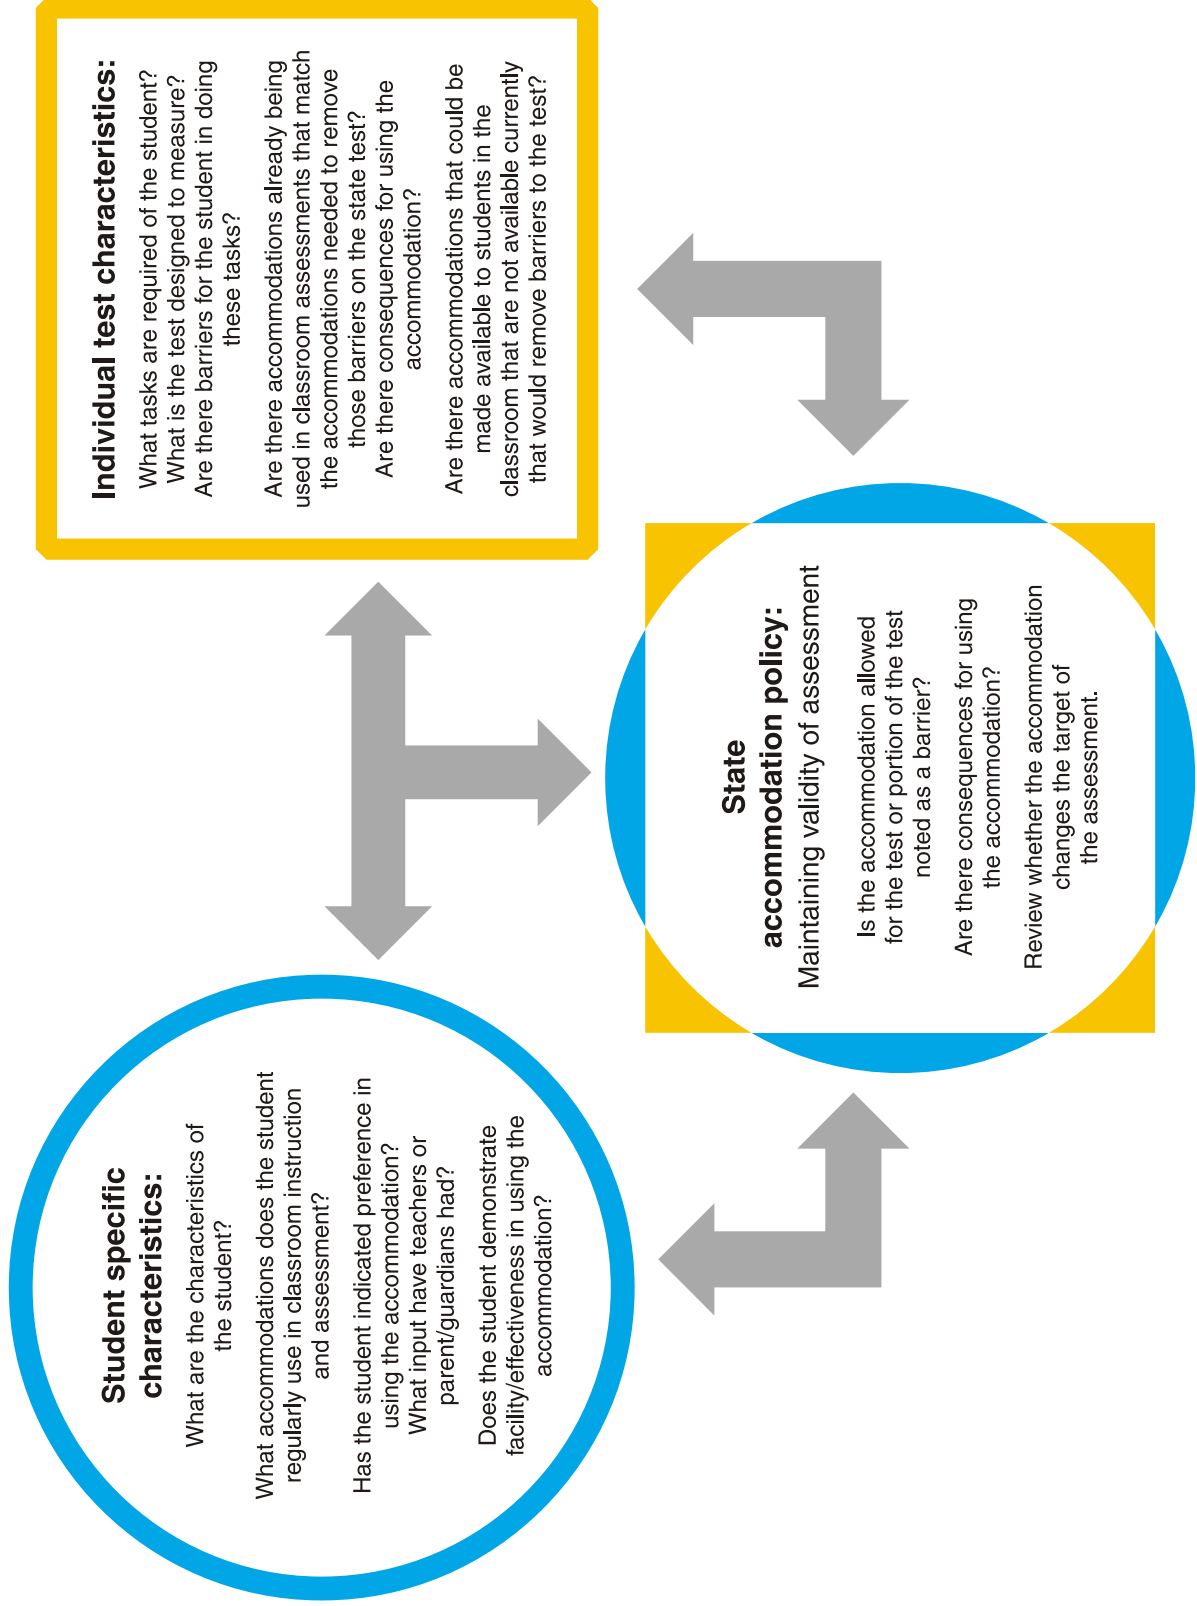 Student specific
characteristics:
What are the characteristics of
the student?
What accommodations does the student
regularly use in classroom instruction
and assessment?
Has the student indicated preference in
using the accommodation?
What input have teachers or
parent/guardians had?
Does the student demonstrate
facility/effectiveness in using the
accommodation?
Individual test characteristics:
What tasks are required of the student?
What is the test designed to measure?
Are there barriers for the student in doing
these tasks?
Are there accommodations already being
used in classroom assessments that match
the accommodations needed to remove
those barriers on the state test?
Are there consequences for using the
accommodation?
Are there accommodations that could be
made available to students in the
classroom that are not available currently
that would remove barriers to the test?
State
accommodation policy:
Maintaining validity of assessment
Is the accommodation allowed
for the test or portion of the test
noted as a barrier?
Are there consequences for using
the accommodation?
Review whether the accommodation
changes the target of
the assessment.